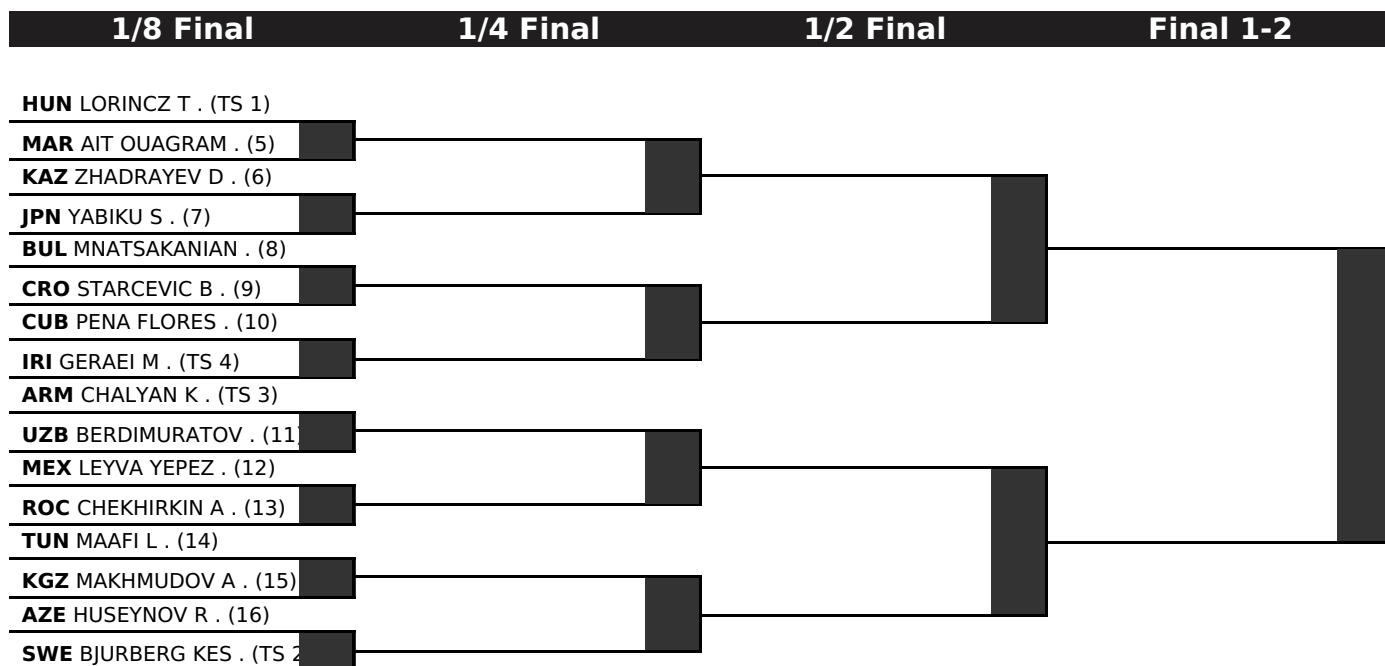 1/8 Final 1/4 Final 1/2 Final Final 1-2
HUN LORINCZ T . (TS 1)
MAR AIT OUAGRAM . (5)
KAZ ZHADRAYEV D . (6)
JPN YABIKU S . (7)
BUL MNATSAKANIAN . (8)
CRO STARCEVIC B . (9)
CUB PENA FLORES . (10)
IRI GERAEI M . (TS 4)
ARM CHALYAN K . (TS 3)
UZB BERDIMURATOV . (11)
MEX LEYVA YEPEZ . (12)
ROC CHEKHIRKIN A . (13)
TUN MAAFI L . (14)
KGZ MAKHMUDOV A . (15)
AZE HUSEYNOV R . (16)
SWE BJURBERG KES . (TS 2